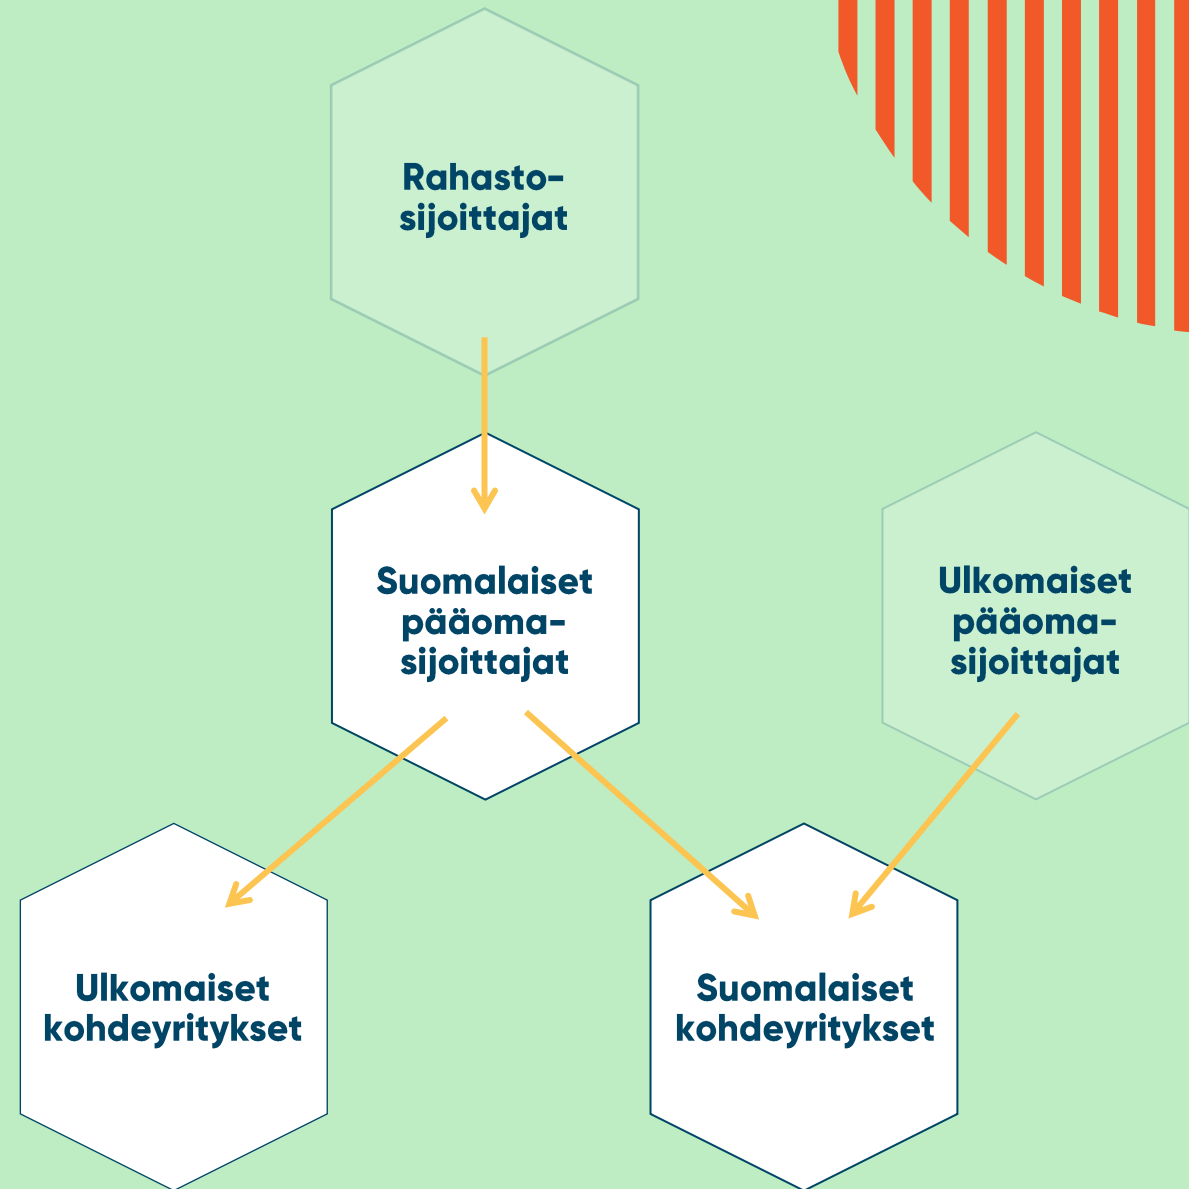 Rahasto-
sijoittajat
Suomalaiset
pääoma-
sijoittajat
Ulkomaiset
pääoma-
sijoittajat
Ulkomaiset
kohdeyritykset
Suomalaiset
kohdeyritykset